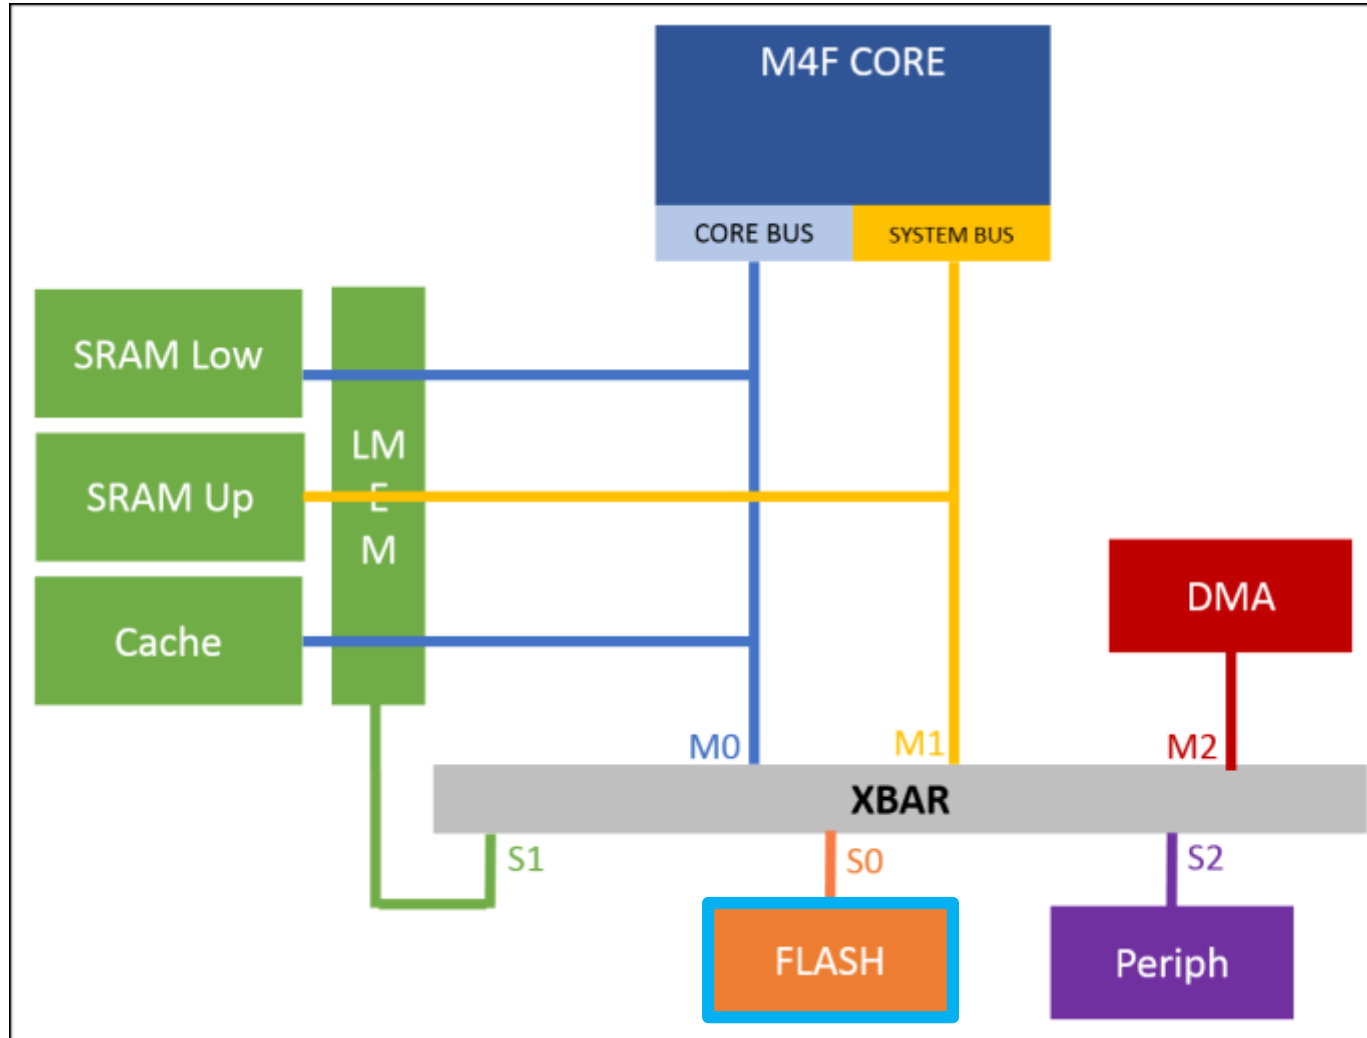 M4F CORE
CORE BUS
SYSTEM BUS
SRAM Low
SRAM Up
Cache
LM
E
M
DMA
M0
M1
M2
XBAR
S1
S0
S2
FLASH
Periph